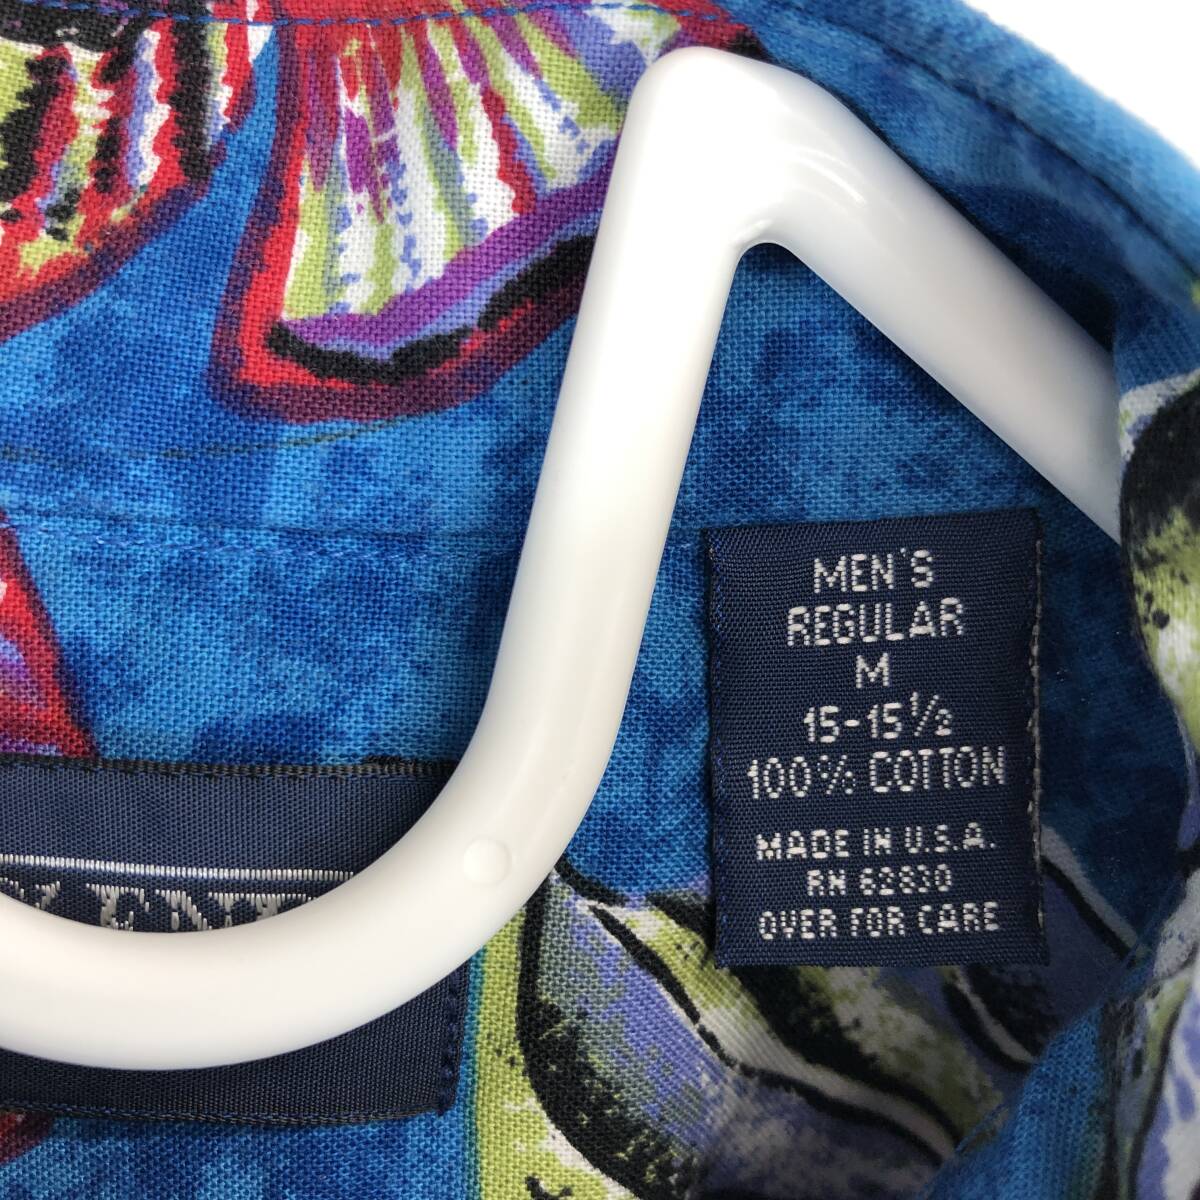 MEN'S
REGULAR
M
15-15½
100% COTTON
MADE IN U.S.A.
RN 62830
OVER FOR CARE